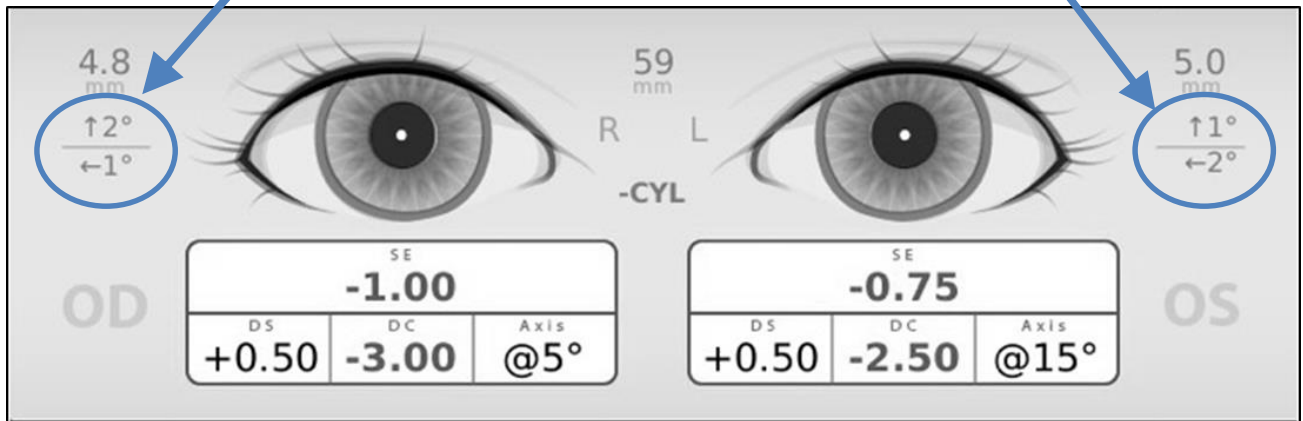 4.8
mm
↑2°
←1°
59
mm
R L
-CYL
5.0
mm
↑1°
←2°
OD
SE
-1.00
DS DC Axis
+0.50 -3.00 @5°
SE
-0.75
DS DC Axis
+0.50 -2.50 @15°
OS